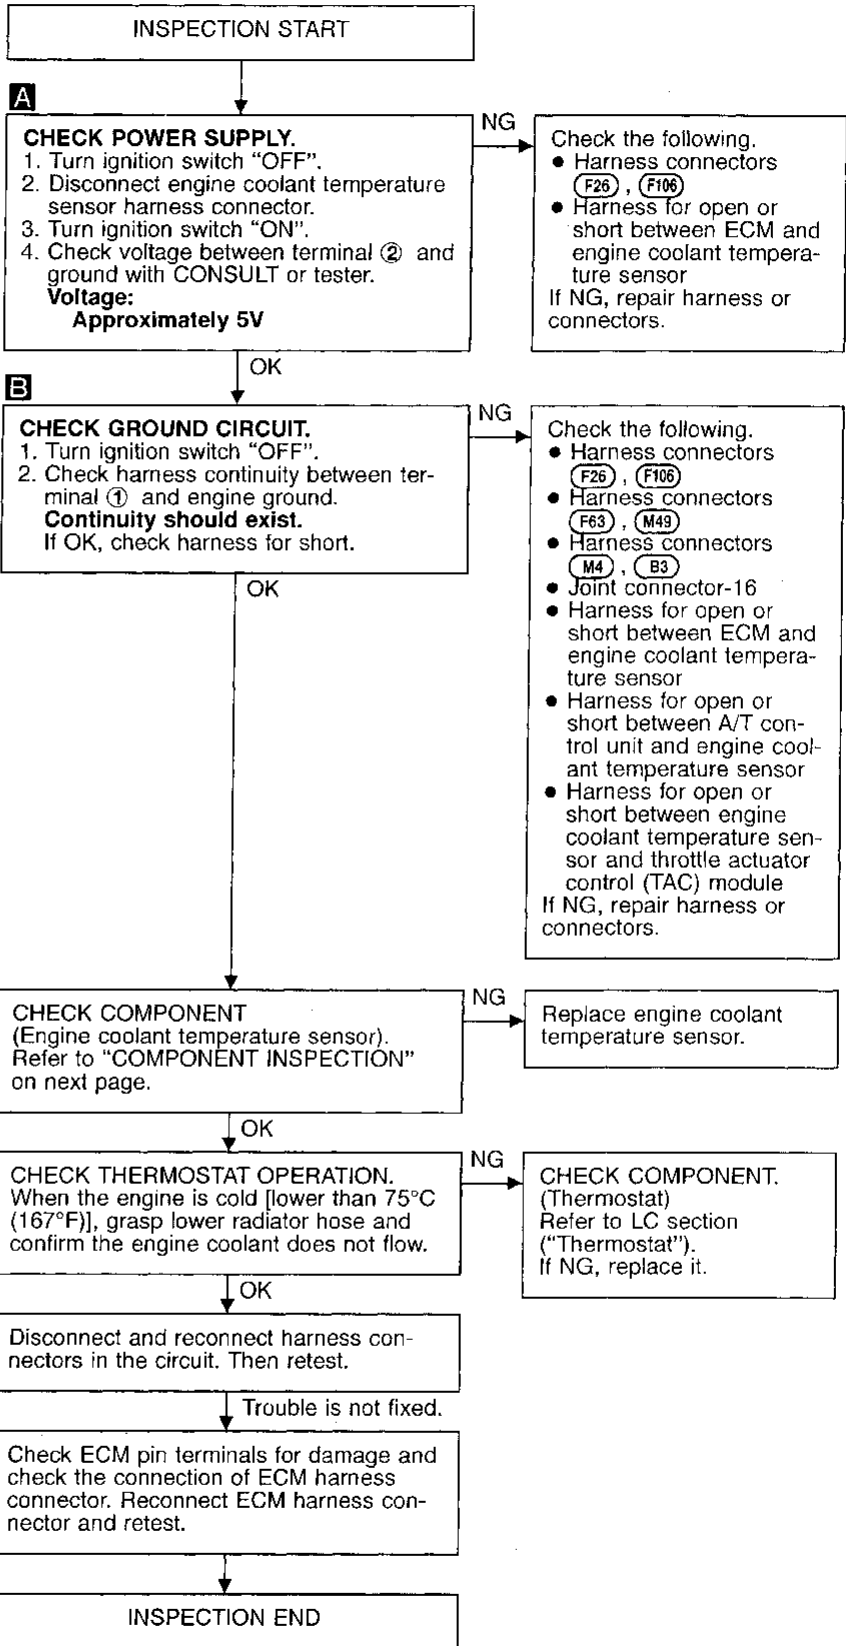 INSPECTION START
A
CHECK POWER SUPPLY.
1. Turn ignition switch “OFF”.
2. Disconnect engine coolant temperature
sensor harness connector.
3. Turn ignition switch “ON”.
4. Check voltage between terminal ② and
ground with CONSULT or tester.
Voltage:
Approximately 5V
NG
Check the following.
● Harness connectors
F26 , F106
● Harness for open or
short between ECM and
engine coolant tempera-
ture sensor
If NG, repair harness or
connectors.
OK
B
CHECK GROUND CIRCUIT.
1. Turn ignition switch “OFF”.
2. Check harness continuity between ter-
minal ① and engine ground.
Continuity should exist.
If OK, check harness for short.
NG
Check the following.
● Harness connectors
F26 , F106
● Harness connectors
F63 , M49
● Harness connectors
M4 , B3
● Joint connector-16
● Harness for open or
short between ECM and
engine coolant tempera-
ture sensor
● Harness for open or
short between A/T con-
trol unit and engine cool-
ant temperature sensor
● Harness for open or
short between engine
coolant temperature sen-
sor and throttle actuator
control (TAC) module
If NG, repair harness or
connectors.
OK
CHECK COMPONENT
(Engine coolant temperature sensor).
Refer to “COMPONENT INSPECTION”
on next page.
NG
Replace engine coolant
temperature sensor.
OK
CHECK THERMOSTAT OPERATION.
When the engine is cold [lower than 75°C
(167°F)], grasp lower radiator hose and
confirm the engine coolant does not flow.
NG
CHECK COMPONENT.
(Thermostat)
Refer to LC section
(“Thermostat”).
If NG, replace it.
OK
Disconnect and reconnect harness con-
nectors in the circuit. Then retest.
Trouble is not fixed.
Check ECM pin terminals for damage and
check the connection of ECM harness
connector. Reconnect ECM harness con-
nector and retest.
INSPECTION END